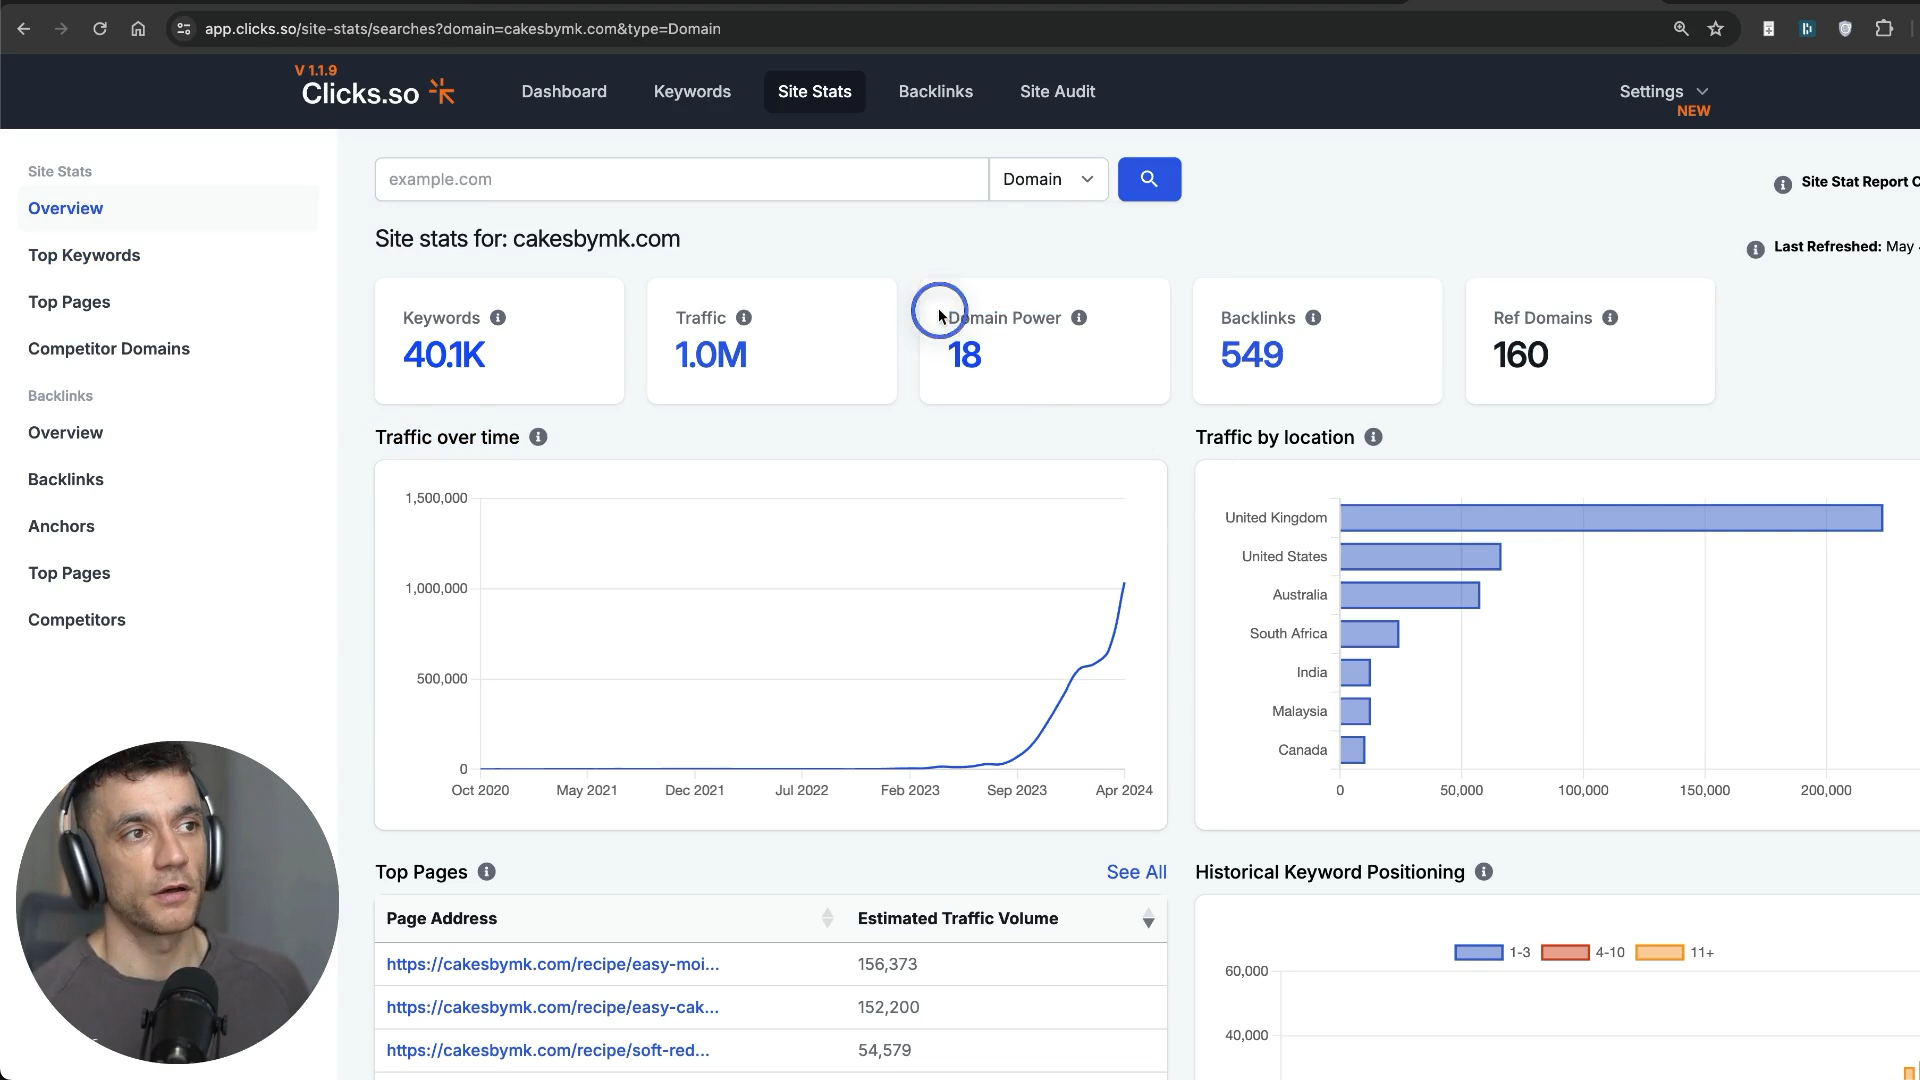 app.clicks.so/site-stats/searches?domain=cakesbymk.com&type=Domain
V 1.1.9
Clicks.so
Dashboard
Keywords
Site Stats
Backlinks
Site Audit
Settings
NEW
Site Stats
Overview
Top Keywords
Top Pages
Competitor Domains
Backlinks
Overview
Backlinks
Anchors
Top Pages
Competitors
example.com
Domain
Site Stat Report C
Site stats for: cakesbymk.com
Last Refreshed: May
Keywords
40.1K
Traffic
1.0M
Domain Power
18
Backlinks
549
Ref Domains
160
Traffic over time
1,500,000
1,000,000
500,000
0
Oct 2020
May 2021
Dec 2021
Jul 2022
Feb 2023
Sep 2023
Apr 2024
Traffic by location
United Kingdom
United States
Australia
South Africa
India
Malaysia
Canada
0
50,000
100,000
150,000
200,000
Top Pages
See All
Page Address
Estimated Traffic Volume
https://cakesbymk.com/recipe/easy-moi...
156,373
https://cakesbymk.com/recipe/easy-cak...
152,200
https://cakesbymk.com/recipe/soft-red...
54,579
Historical Keyword Positioning
1-3
4-10
11+
60,000
40,000